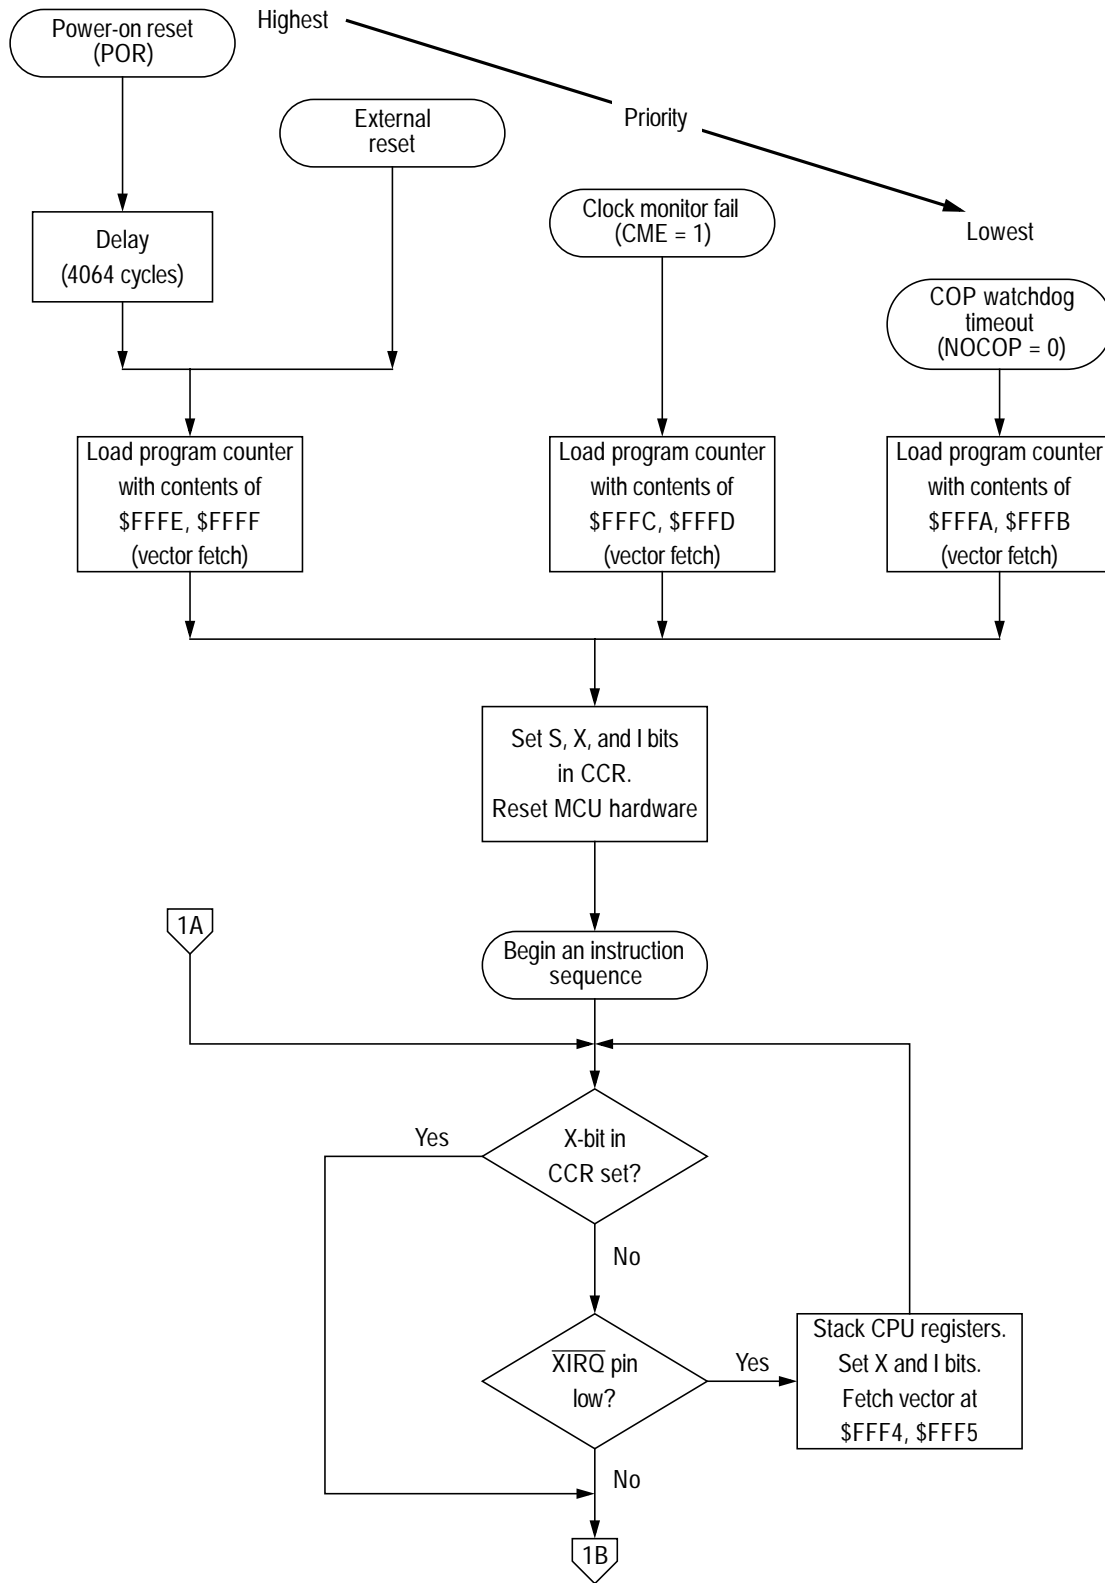 Power-on reset
(POR)
Highest
External
reset
Priority
Clock monitor fail
(CME = 1)
Lowest
Delay
(4064 cycles)
COP watchdog
timeout
(NOCOP = 0)
Load program counter
with contents of
$FFFE, $FFFF
(vector fetch)
Load program counter
with contents of
$FFFC, $FFFD
(vector fetch)
Load program counter
with contents of
$FFFA, $FFFB
(vector fetch)
Set S, X, and I bits
in CCR.
Reset MCU hardware
1A
Begin an instruction
sequence
Yes
X-bit in
CCR set?
No
XIRQ pin
low?
Yes
Stack CPU registers.
Set X and I bits.
Fetch vector at
$FFF4, $FFF5
No
1B